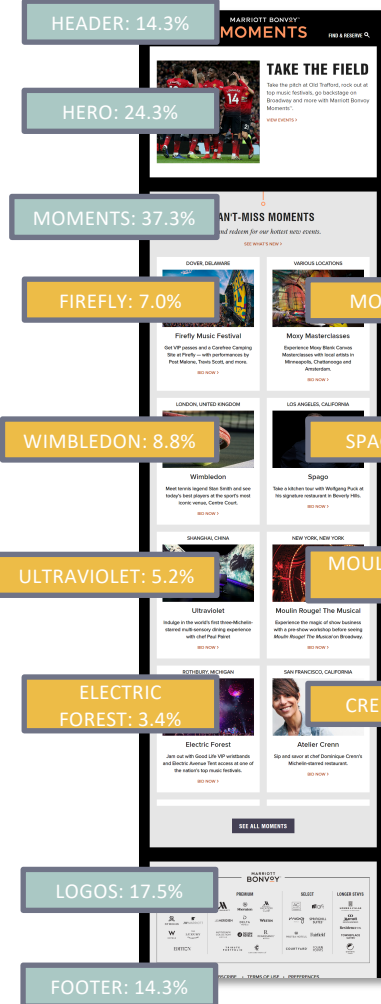 HEADER: 14.3%
MARRIOTT BONVOY™
MOMENTS
FIND & RESERVE
HERO: 24.3%
TAKE THE FIELD
Take the pitch at Old Trafford, rock out at
top music festivals, go backstage on
Broadway and more with Marriott Bonvoy
Moments™.
VIEW EVENTS >
MOMENTS: 37.3%
AN'T-MISS MOMENTS
nd redeem for our hottest new events.
SEE WHAT'S NEW >
DOVER, DELAWARE
VARIOUS LOCATIONS
FIREFLY: 7.0%
MO
Firefly Music Festival
Moxy Masterclasses
Get VIP passes and a Carefree Camping
Site at Firefly — with performances by
Post Malone, Travis Scott, and more.
BID NOW >
Experience Moxy Blank Canvas
Masterclasses with local artists in
Minneapolis, Chattanooga and
Amsterdam.
BID NOW >
LONDON, UNITED KINGDOM
LOS ANGELES, CALIFORNIA
WIMBLEDON: 8.8%
SPA
Wimbledon
Spago
Meet tennis legend Stan Smith and see
today's best players at the sport's most
iconic venue, Centre Court.
BID NOW >
Take a kitchen tour with Wolfgang Puck at
his signature restaurant in Beverly Hills.
BID NOW >
SHANGHAI, CHINA
NEW YORK, NEW YORK
ULTRAVIOLET: 5.2%
MOUL
Ultraviolet
Moulin Rouge! The Musical
Indulge in the world's first three-Michelin-
starred multi-sensory dining experience
with chef Paul Pairet
BID NOW >
Experience the magic of show business
with a pre-show workshop before seeing
Moulin Rouge! The Musical on Broadway.
BID NOW >
ROTHBURY, MICHIGAN
SAN FRANCISCO, CALIFORNIA
ELECTRIC
FOREST: 3.4%
CRE
Electric Forest
Atelier Crenn
Jam out with Good Life VIP wristbands
and Electric Avenue Tent access at one of
the nation's top music festivals.
BID NOW >
Sip and savor at chef Dominique Crenn's
Michelin-starred restaurant.
BID NOW >
SEE ALL MOMENTS
MARRIOTT
BONVOY™
LOGOS: 17.5%
PREMIUM
SELECT
LONGER STAYS
EDITION
COURTYARD
FOOTER: 14.3%
SCRIBE • TERMS OF USE • PREFERENCES